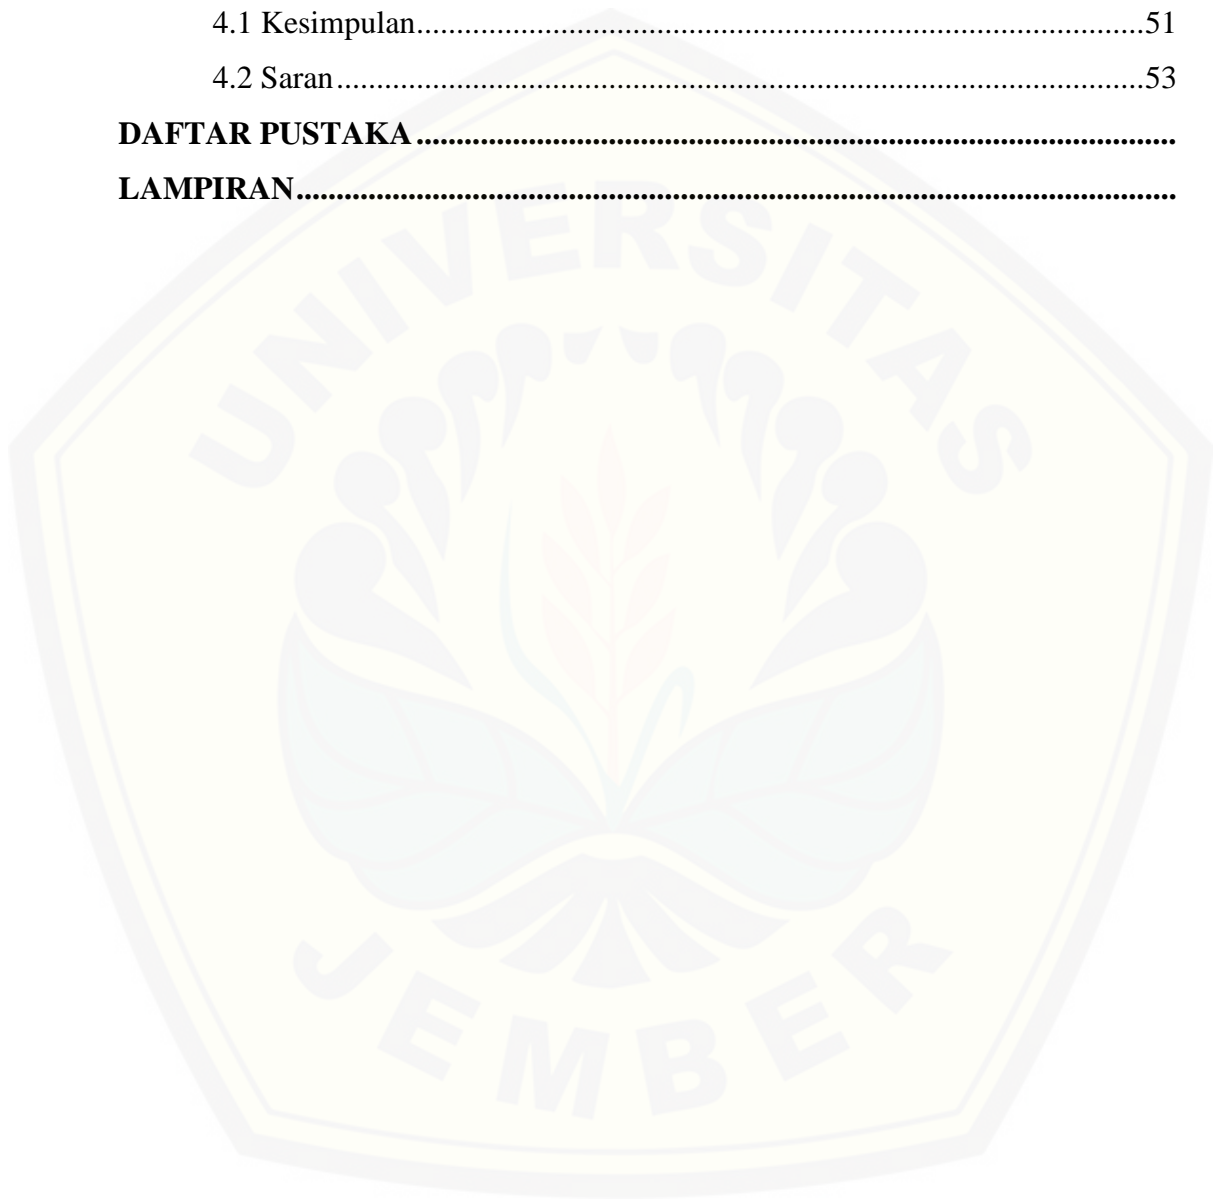 4.1 Kesimpulan...........................................................................................51
4.2 Saran.....................................................................................................53
DAFTAR PUSTAKA...............................................................................................
LAMPIRAN..............................................................................................................
UNIVERSITAS
JEMBER